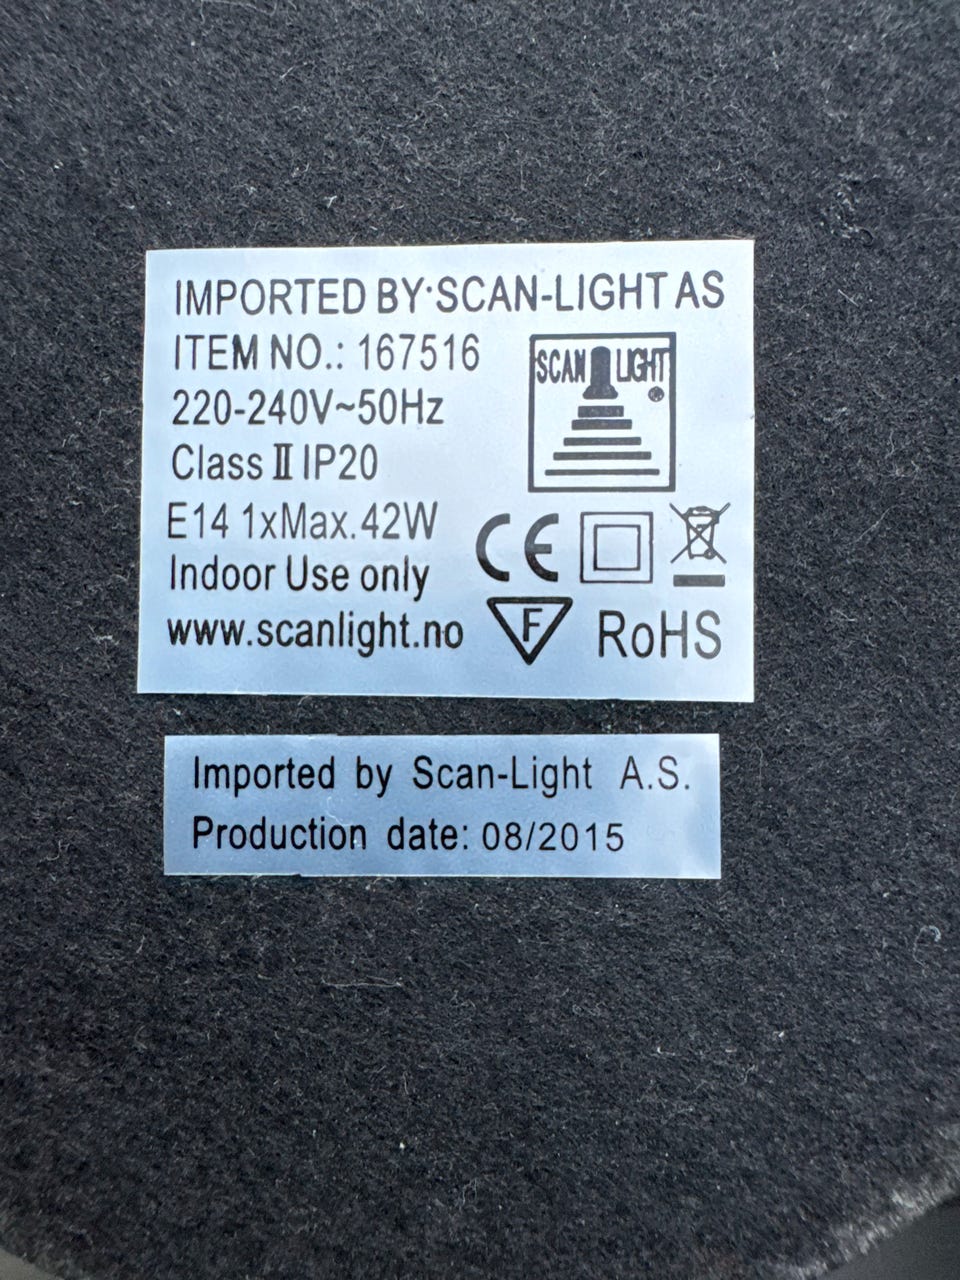 IMPORTED BY:SCAN-LIGHT AS
ITEM NO.: 167516
220-240V~50Hz
Class II IP20
E14 1xMax.42W
Indoor Use only
www.scanlight.no
SCAN LIGHT
CE
F
RoHS
Imported by Scan-Light A.S.
Production date: 08/2015